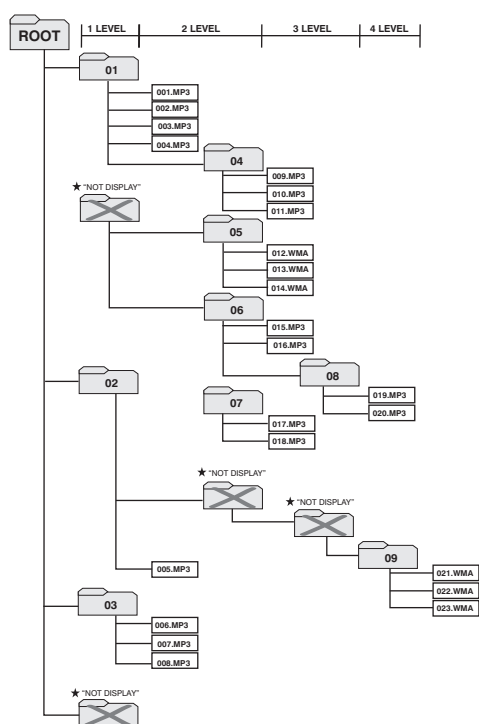 ROOT
1 LEVEL
2 LEVEL
3 LEVEL
4 LEVEL
01
001.MP3
002.MP3
003.MP3
004.MP3
04
009.MP3
010.MP3
011.MP3
★ "NOT DISPLAY"
05
012.WMA
013.WMA
014.WMA
06
015.MP3
016.MP3
08
019.MP3
020.MP3
02
07
017.MP3
018.MP3
★ "NOT DISPLAY"
★ "NOT DISPLAY"
09
021.WMA
022.WMA
023.WMA
005.MP3
03
006.MP3
007.MP3
008.MP3
★ "NOT DISPLAY"